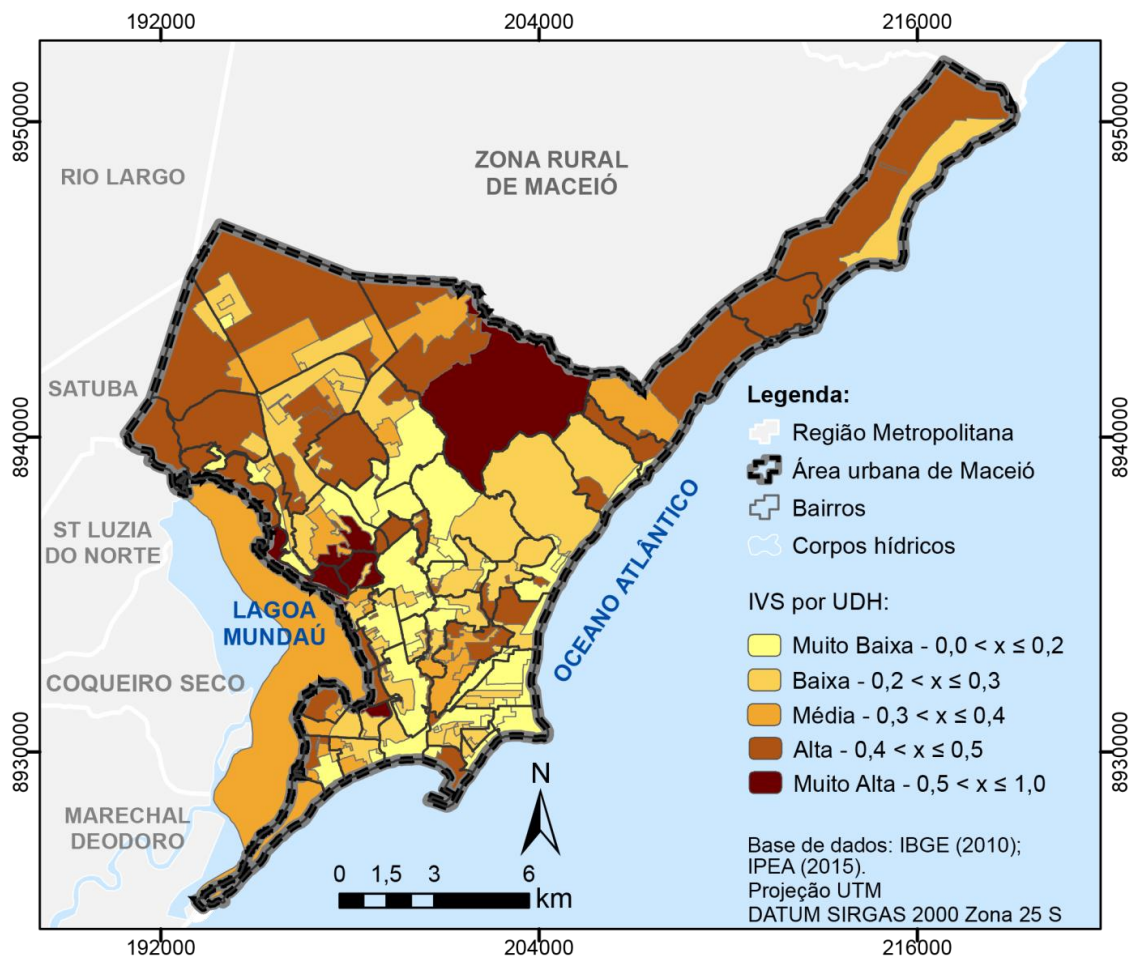 192000
204000
216000
8950000
8950000
ZONA RURAL
DE MACEIÓ
RIO LARGO
SATUBA
8940000
8940000
ST LUZIA
DO NORTE
LAGOA
MUNDAÚ
OCEANO ATLÂNTICO
COQUEIRO SECO
8930000
8930000
MARECHAL
DEODORO
Legenda:
Região Metropolitana
Área urbana de Maceió
Bairros
Corpos hídricos
IVS por UDH:
Muito Baixa - 0,0 < x ≤ 0,2
Baixa - 0,2 < x ≤ 0,3
Média - 0,3 < x ≤ 0,4
Alta - 0,4 < x ≤ 0,5
Muito Alta - 0,5 < x ≤ 1,0
N
0 1,5 3 6
km
Base de dados: IBGE (2010);
IPEA (2015).
Projeção UTM
DATUM SIRGAS 2000 Zona 25 S
192000
204000
216000